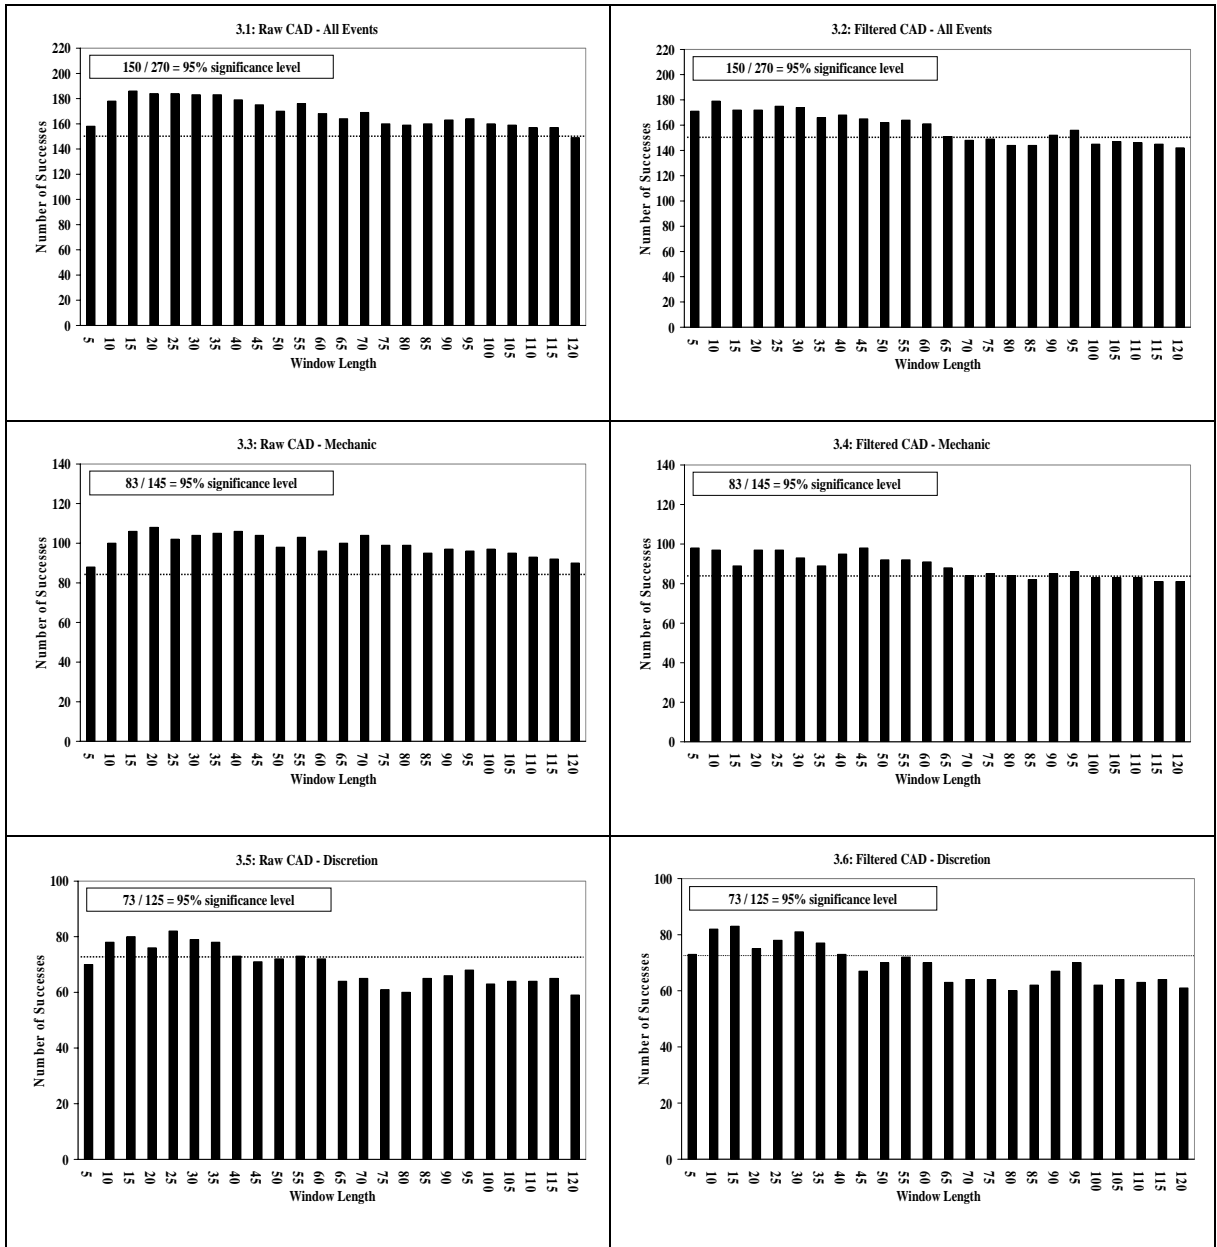 3.1: Raw CAD - All Events
150 / 270 = 95% significance level
220
200
180
160
140
120
100
80
60
40
20
0
Number of Successes
5 10 15 20 25 30 35 40 45 50 55 60 65 70 75 80 85 90 95 100 105 110 115 120
Window Length
3.2: Filtered CAD - All Events
150 / 270 = 95% significance level
220
200
180
160
140
120
100
80
60
40
20
0
Number of Successes
5 10 15 20 25 30 35 40 45 50 55 60 65 70 75 80 85 90 95 100 105 110 115 120
Window Length
3.3: Raw CAD - Mechanic
83 / 145 = 95% significance level
140
120
100
80
60
40
20
0
Number of Successes
5 10 15 20 25 30 35 40 45 50 55 60 65 70 75 80 85 90 95 100 105 110 115 120
Window Length
3.4: Filtered CAD - Mechanic
83 / 145 = 95% significance level
140
120
100
80
60
40
20
0
Number of Successes
5 10 15 20 25 30 35 40 45 50 55 60 65 70 75 80 85 90 95 100 105 110 115 120
Window Length
3.5: Raw CAD - Discretion
73 / 125 = 95% significance level
100
80
60
40
20
0
Number of Successes
5 10 15 20 25 30 35 40 45 50 55 60 65 70 75 80 85 90 95 100 105 110 115 120
Window Length
3.6: Filtered CAD - Discretion
73 / 125 = 95% significance level
100
80
60
40
20
0
Number of Successes
5 10 15 20 25 30 35 40 45 50 55 60 65 70 75 80 85 90 95 100 105 110 115 120
Window Length